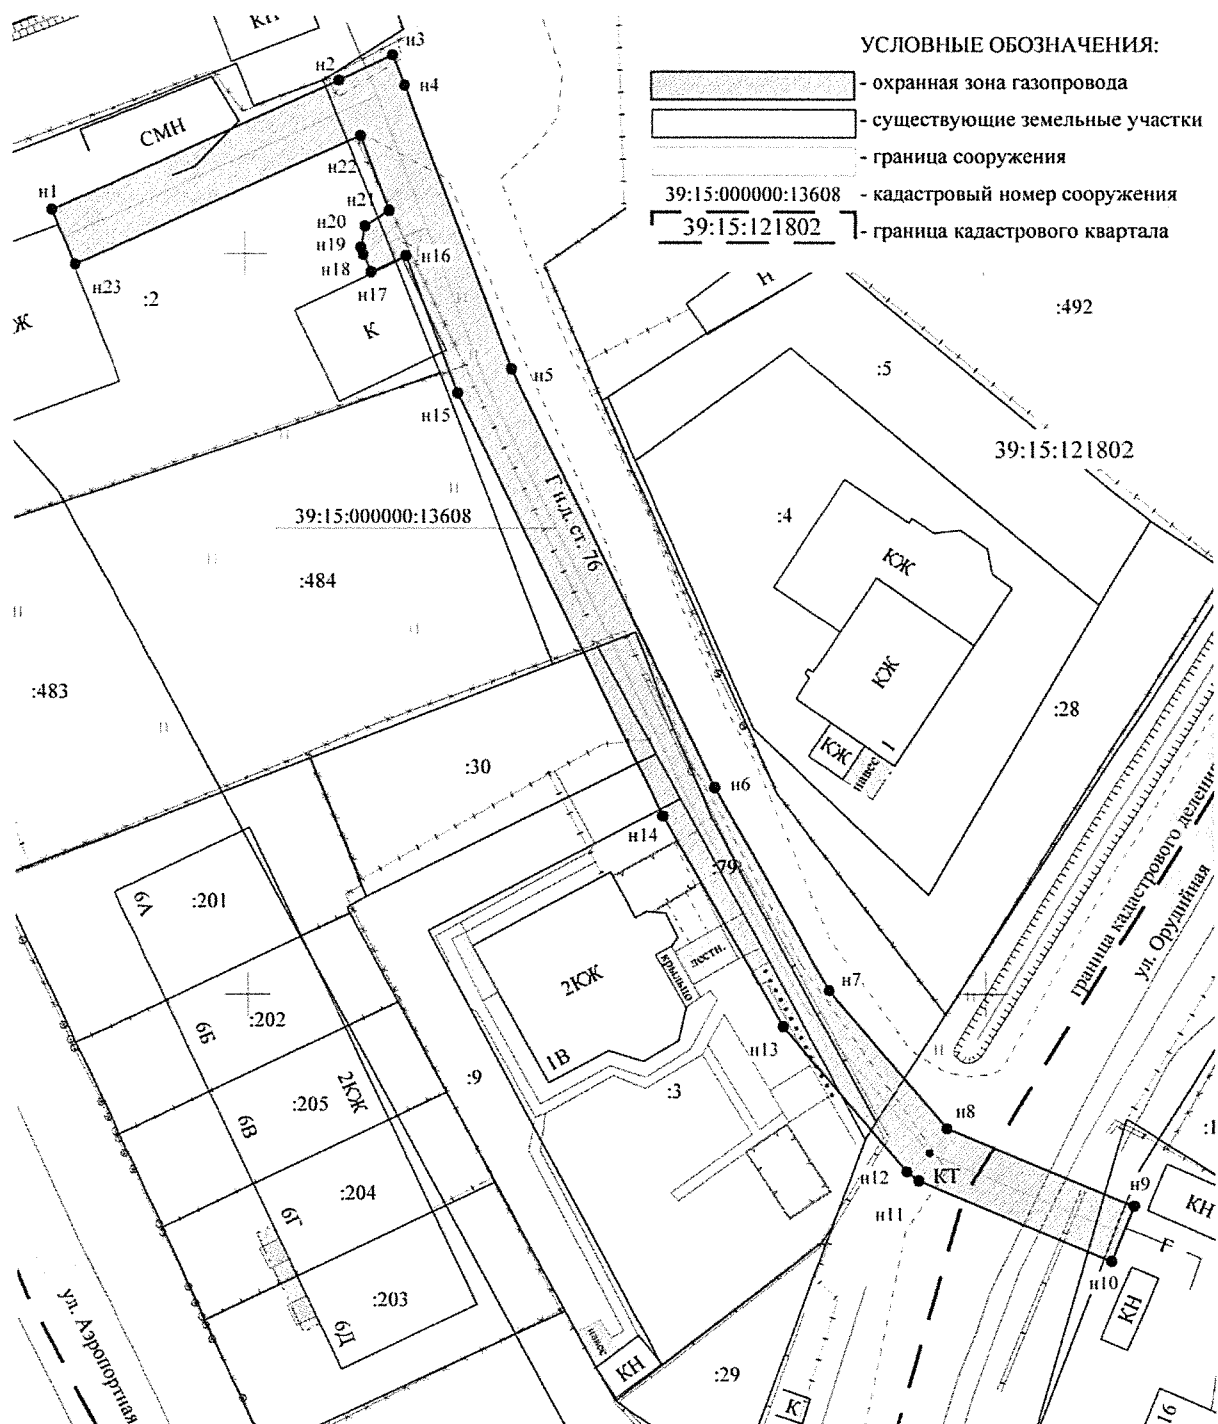 УСЛОВНЫЕ ОБОЗНАЧЕНИЯ:
- охранная зона газопровода
- существующие земельные участки
- граница сооружения
39:15:000000:13608 - кадастровый номер сооружения
39:15:121802 - граница кадастрового квартала
КН
н3
н2
н4
СМН
н22
н1
н21
н20
н19
н16
н18
н23
н17
:2
Ж
К
Н
:492
:5
н5
н15
39:15:121802
Г н.д. ст. 76
39:15:000000:13608
:4
КЖ
:484
КЖ
:483
:28
КЖ
навес
:30
н6
н14
:79
граница кадастрового деления
ул. Орудийная
6А
:201
лестн.
крыльцо
2КЖ
н7
:202
6Б
н13
1В
:9
:3
2КЖ
:205
6В
н8
:1
н12
КТ
н9
:204
КН
н11
6Г
F
н10
:203
КН
6Д
ул. Аэропортная
навес
КН
:29
К
16